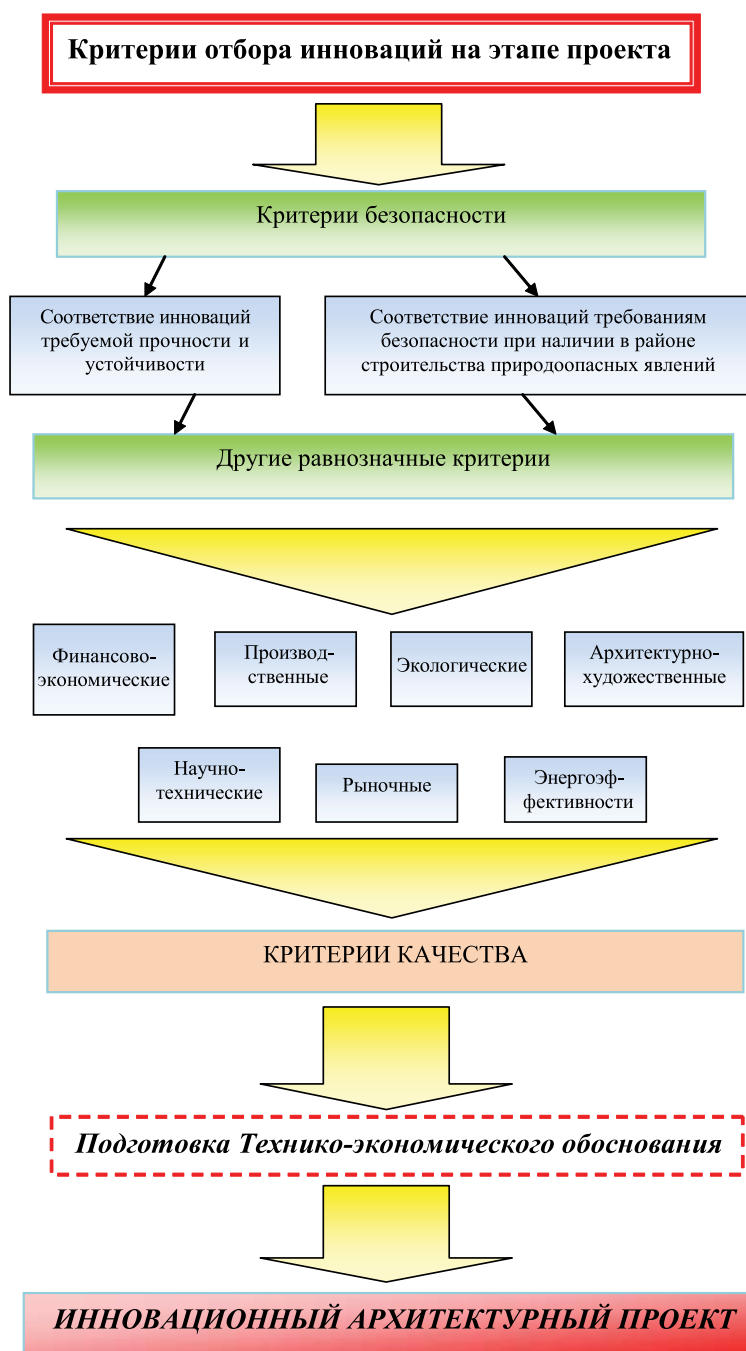 Критерии отбора инноваций на этапе проекта
Критерии безопасности
Соответствие инноваций
требуемой прочности и
устойчивости
Соответствие инноваций требованиям
безопасности при наличии в районе
строительства природоопасных явлений
Другие равнозначные критерии
Финансово-
экономические
Производ-
ственные
Экологические
Архитектурно-
художественные
Научно-
технические
Рыночные
Энергоэф-
фективности
КРИТЕРИИ КАЧЕСТВА
Подготовка Технико-экономического обоснования
ИННОВАЦИОННЫЙ АРХИТЕКТУРНЫЙ ПРОЕКТ